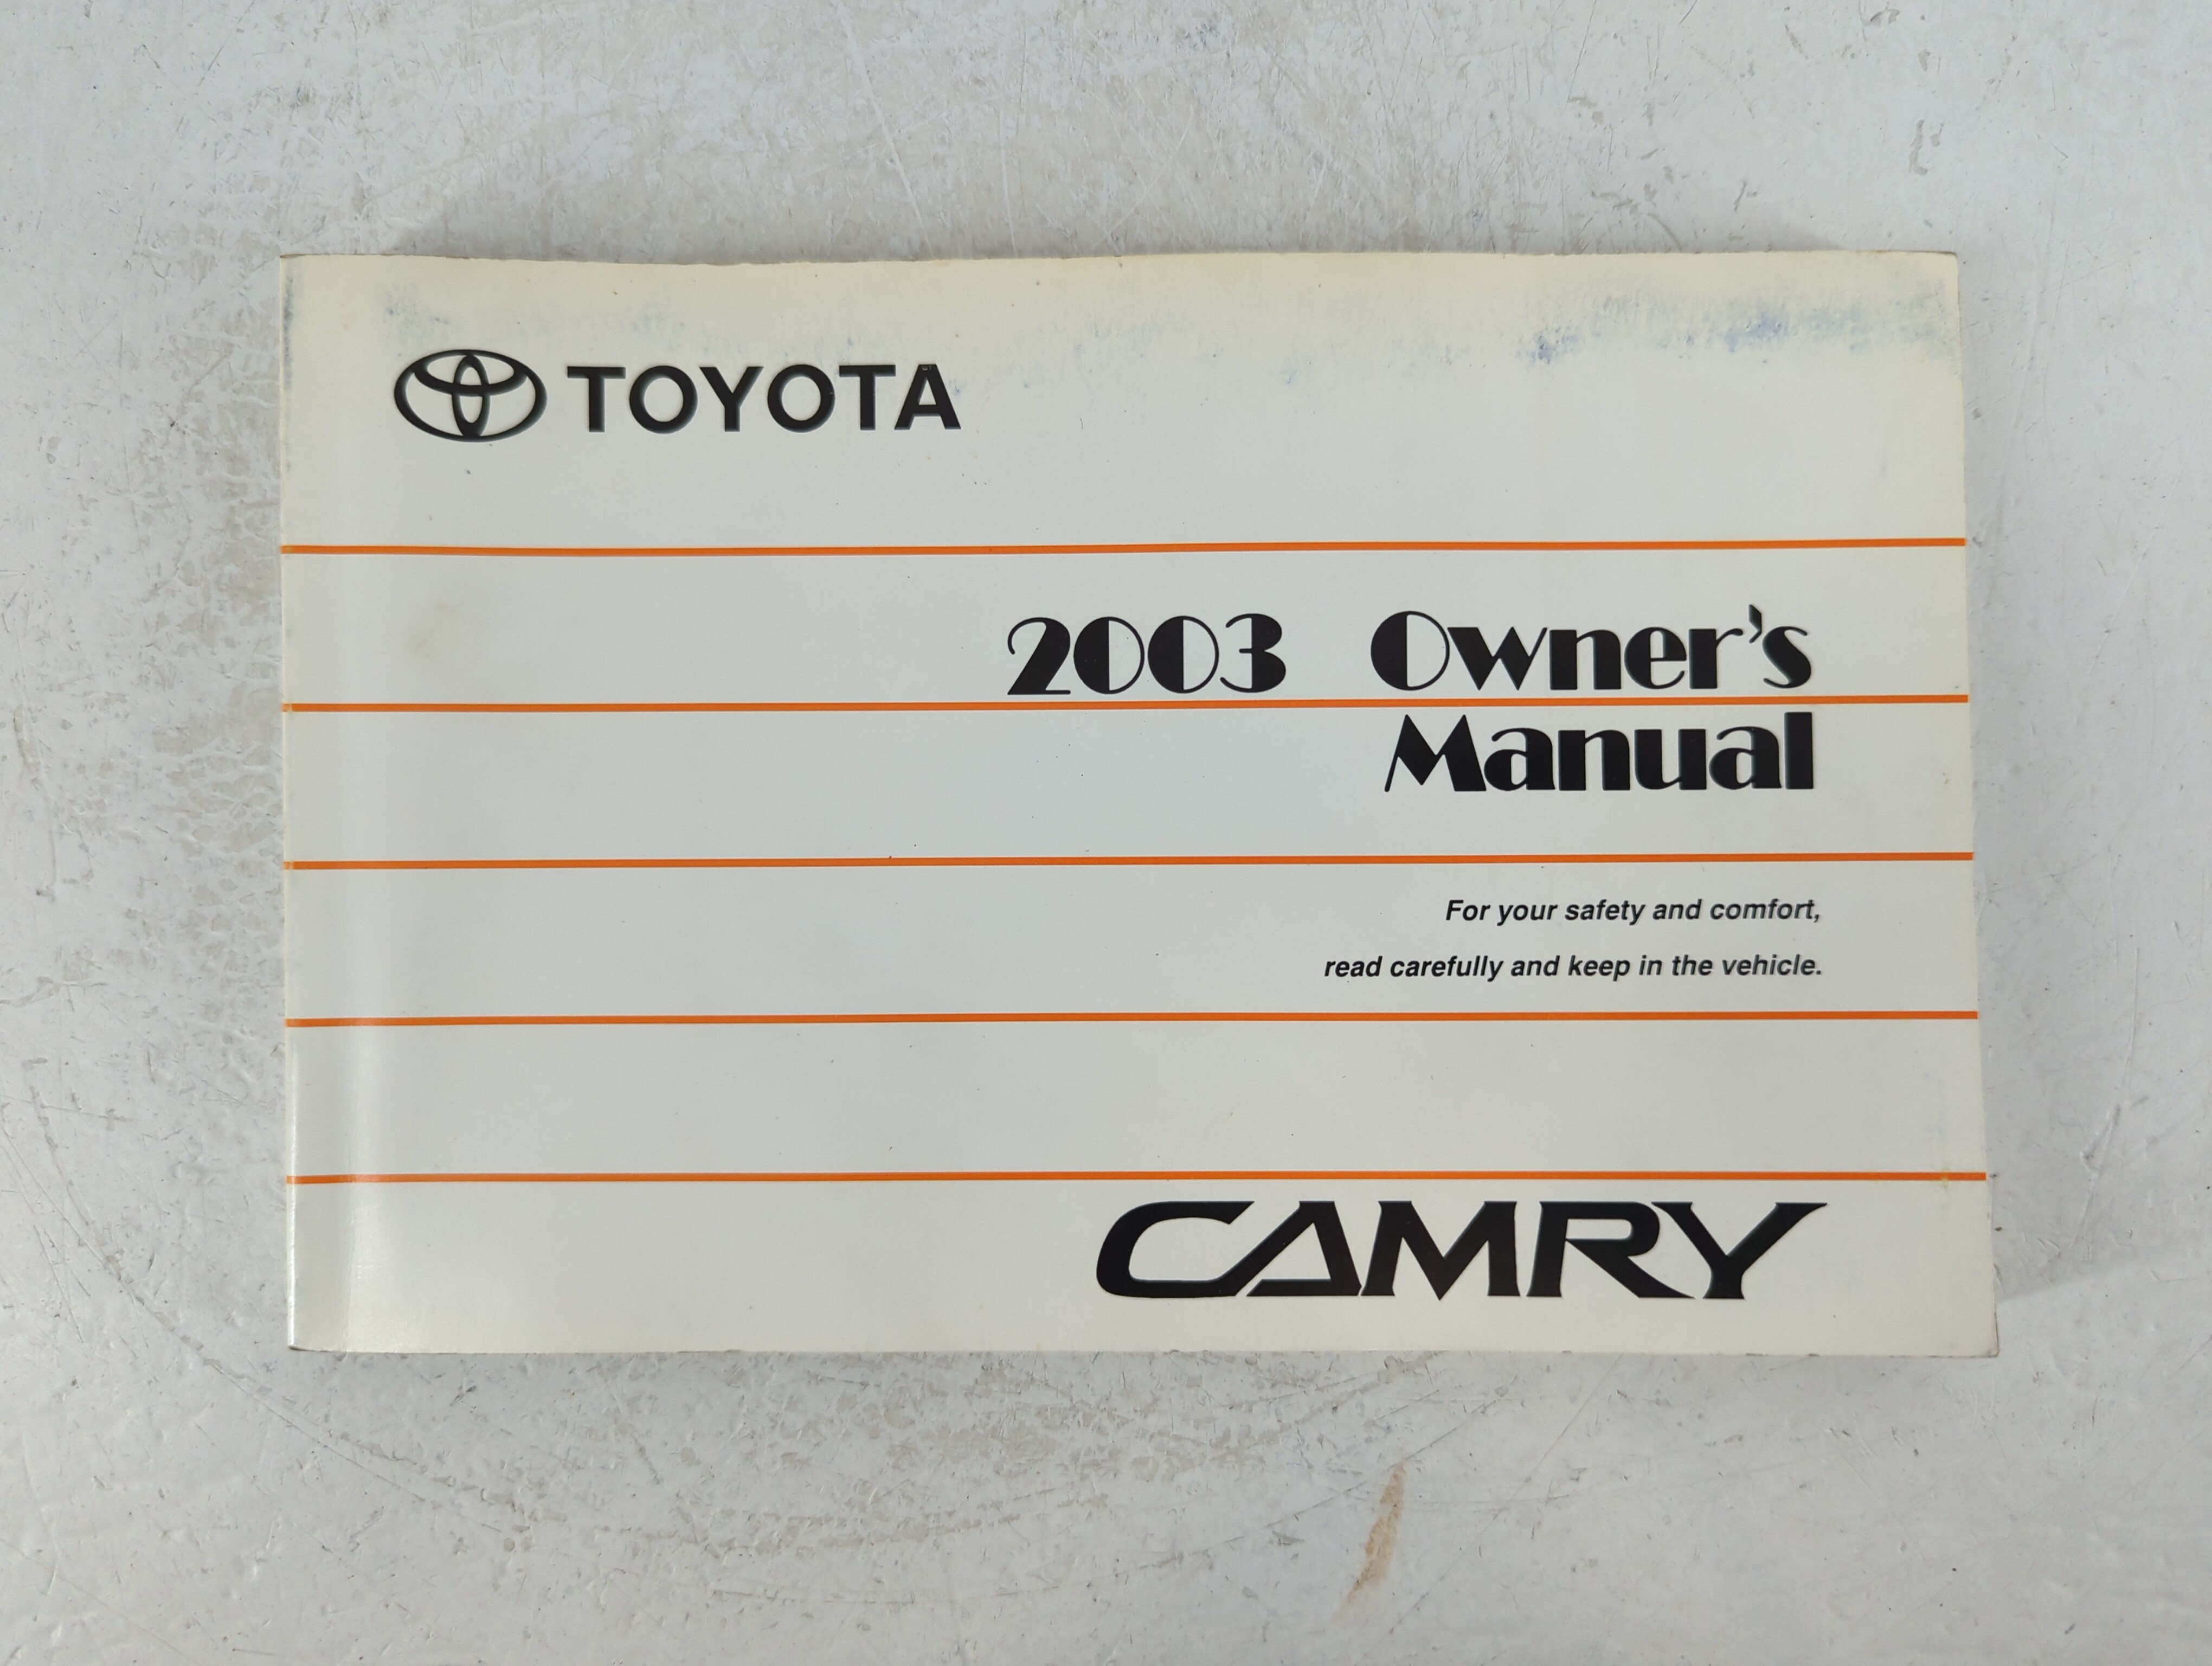 TOYOTA
2003 Owner's
Manual
For your safety and comfort,
read carefully and keep in the vehicle.
CAMRY